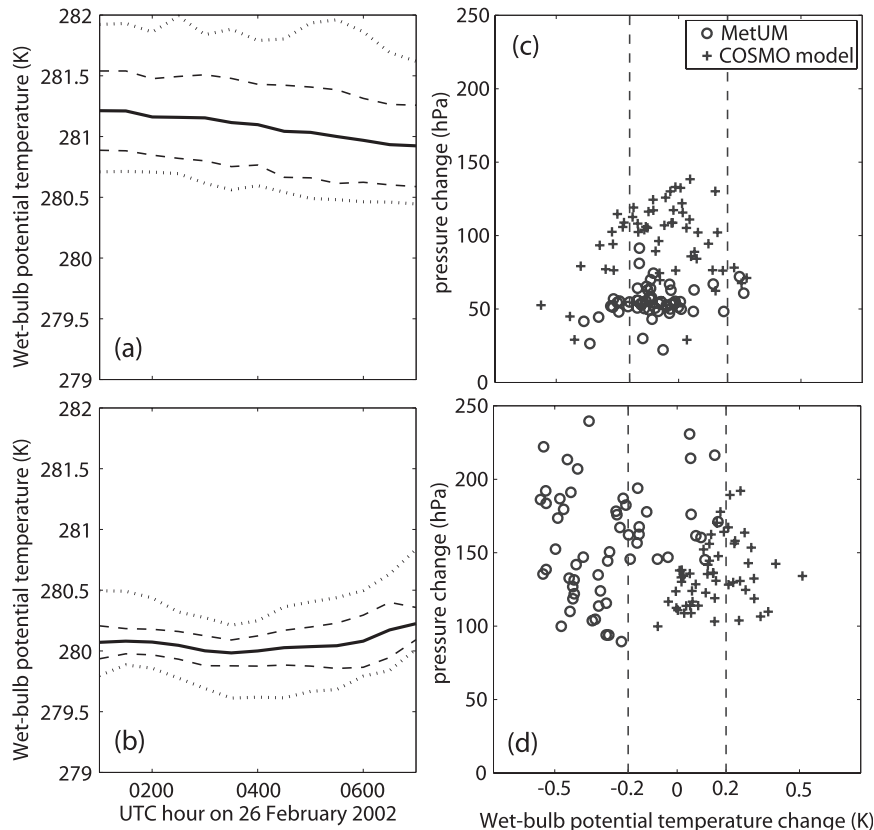 282
281.5
281
280.5
280
279.5
279
Wet-bulb potential temperature (K)
(a)
250
200
150
100
50
0
pressure change (hPa)
(c)
MetUM
COSMO model
282
281.5
281
280.5
280
279.5
279
Wet-bulb potential temperature (K)
(b)
0200 0400 0600
UTC hour on 26 February 2002
250
200
150
100
50
0
pressure change (hPa)
(d)
-0.5 -0.2 0 0.2 0.5
Wet-bulb potential temperature change (K)